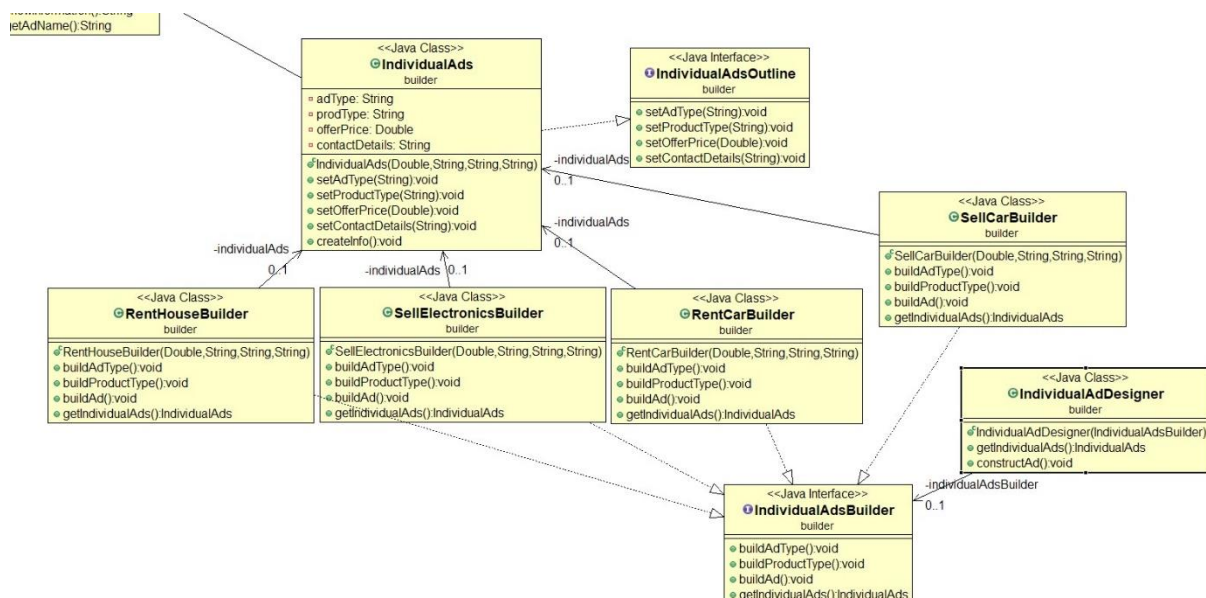 getAdName():String
<<Java Class>>
IndividualAds
builder
adType: String
prodType: String
offerPrice: Double
contactDetails: String
IndividualAds(Double,String,String,String)
setAdType(String):void
setProductType(String):void
setOfferPrice(Double):void
setContactDetails(String):void
createInfo():void
<<Java Interface>>
IndividualAdsOutline
builder
setAdType(String):void
setProductType(String):void
setOfferPrice(Double):void
setContactDetails(String):void
-individualAds
0..1
-individualAds
0..1
-individualAds
0..1
-individualAds
0..1
<<Java Class>>
SellCarBuilder
builder
SellCarBuilder(Double,String,String,String)
buildAdType():void
buildProductType():void
buildAd():void
getIndividualAds():IndividualAds
<<Java Class>>
RentHouseBuilder
builder
RentHouseBuilder(Double,String,String,String)
buildAdType():void
buildProductType():void
buildAd():void
getIndividualAds():IndividualAds
<<Java Class>>
SellElectronicsBuilder
builder
SellElectronicsBuilder(Double,String,String,String)
buildAdType():void
buildProductType():void
buildAd():void
getIndividualAds():IndividualAds
<<Java Class>>
RentCarBuilder
builder
RentCarBuilder(Double,String,String,String)
buildAdType():void
buildProductType():void
buildAd():void
getIndividualAds():IndividualAds
<<Java Class>>
IndividualAdDesigner
builder
IndividualAdDesigner(IndividualAdsBuilder)
getIndividualAds():IndividualAds
constructAd():void
-individualAdsBuilder
0..1
<<Java Interface>>
IndividualAdsBuilder
builder
buildAdType():void
buildProductType():void
buildAd():void
getIndividualAds():IndividualAds